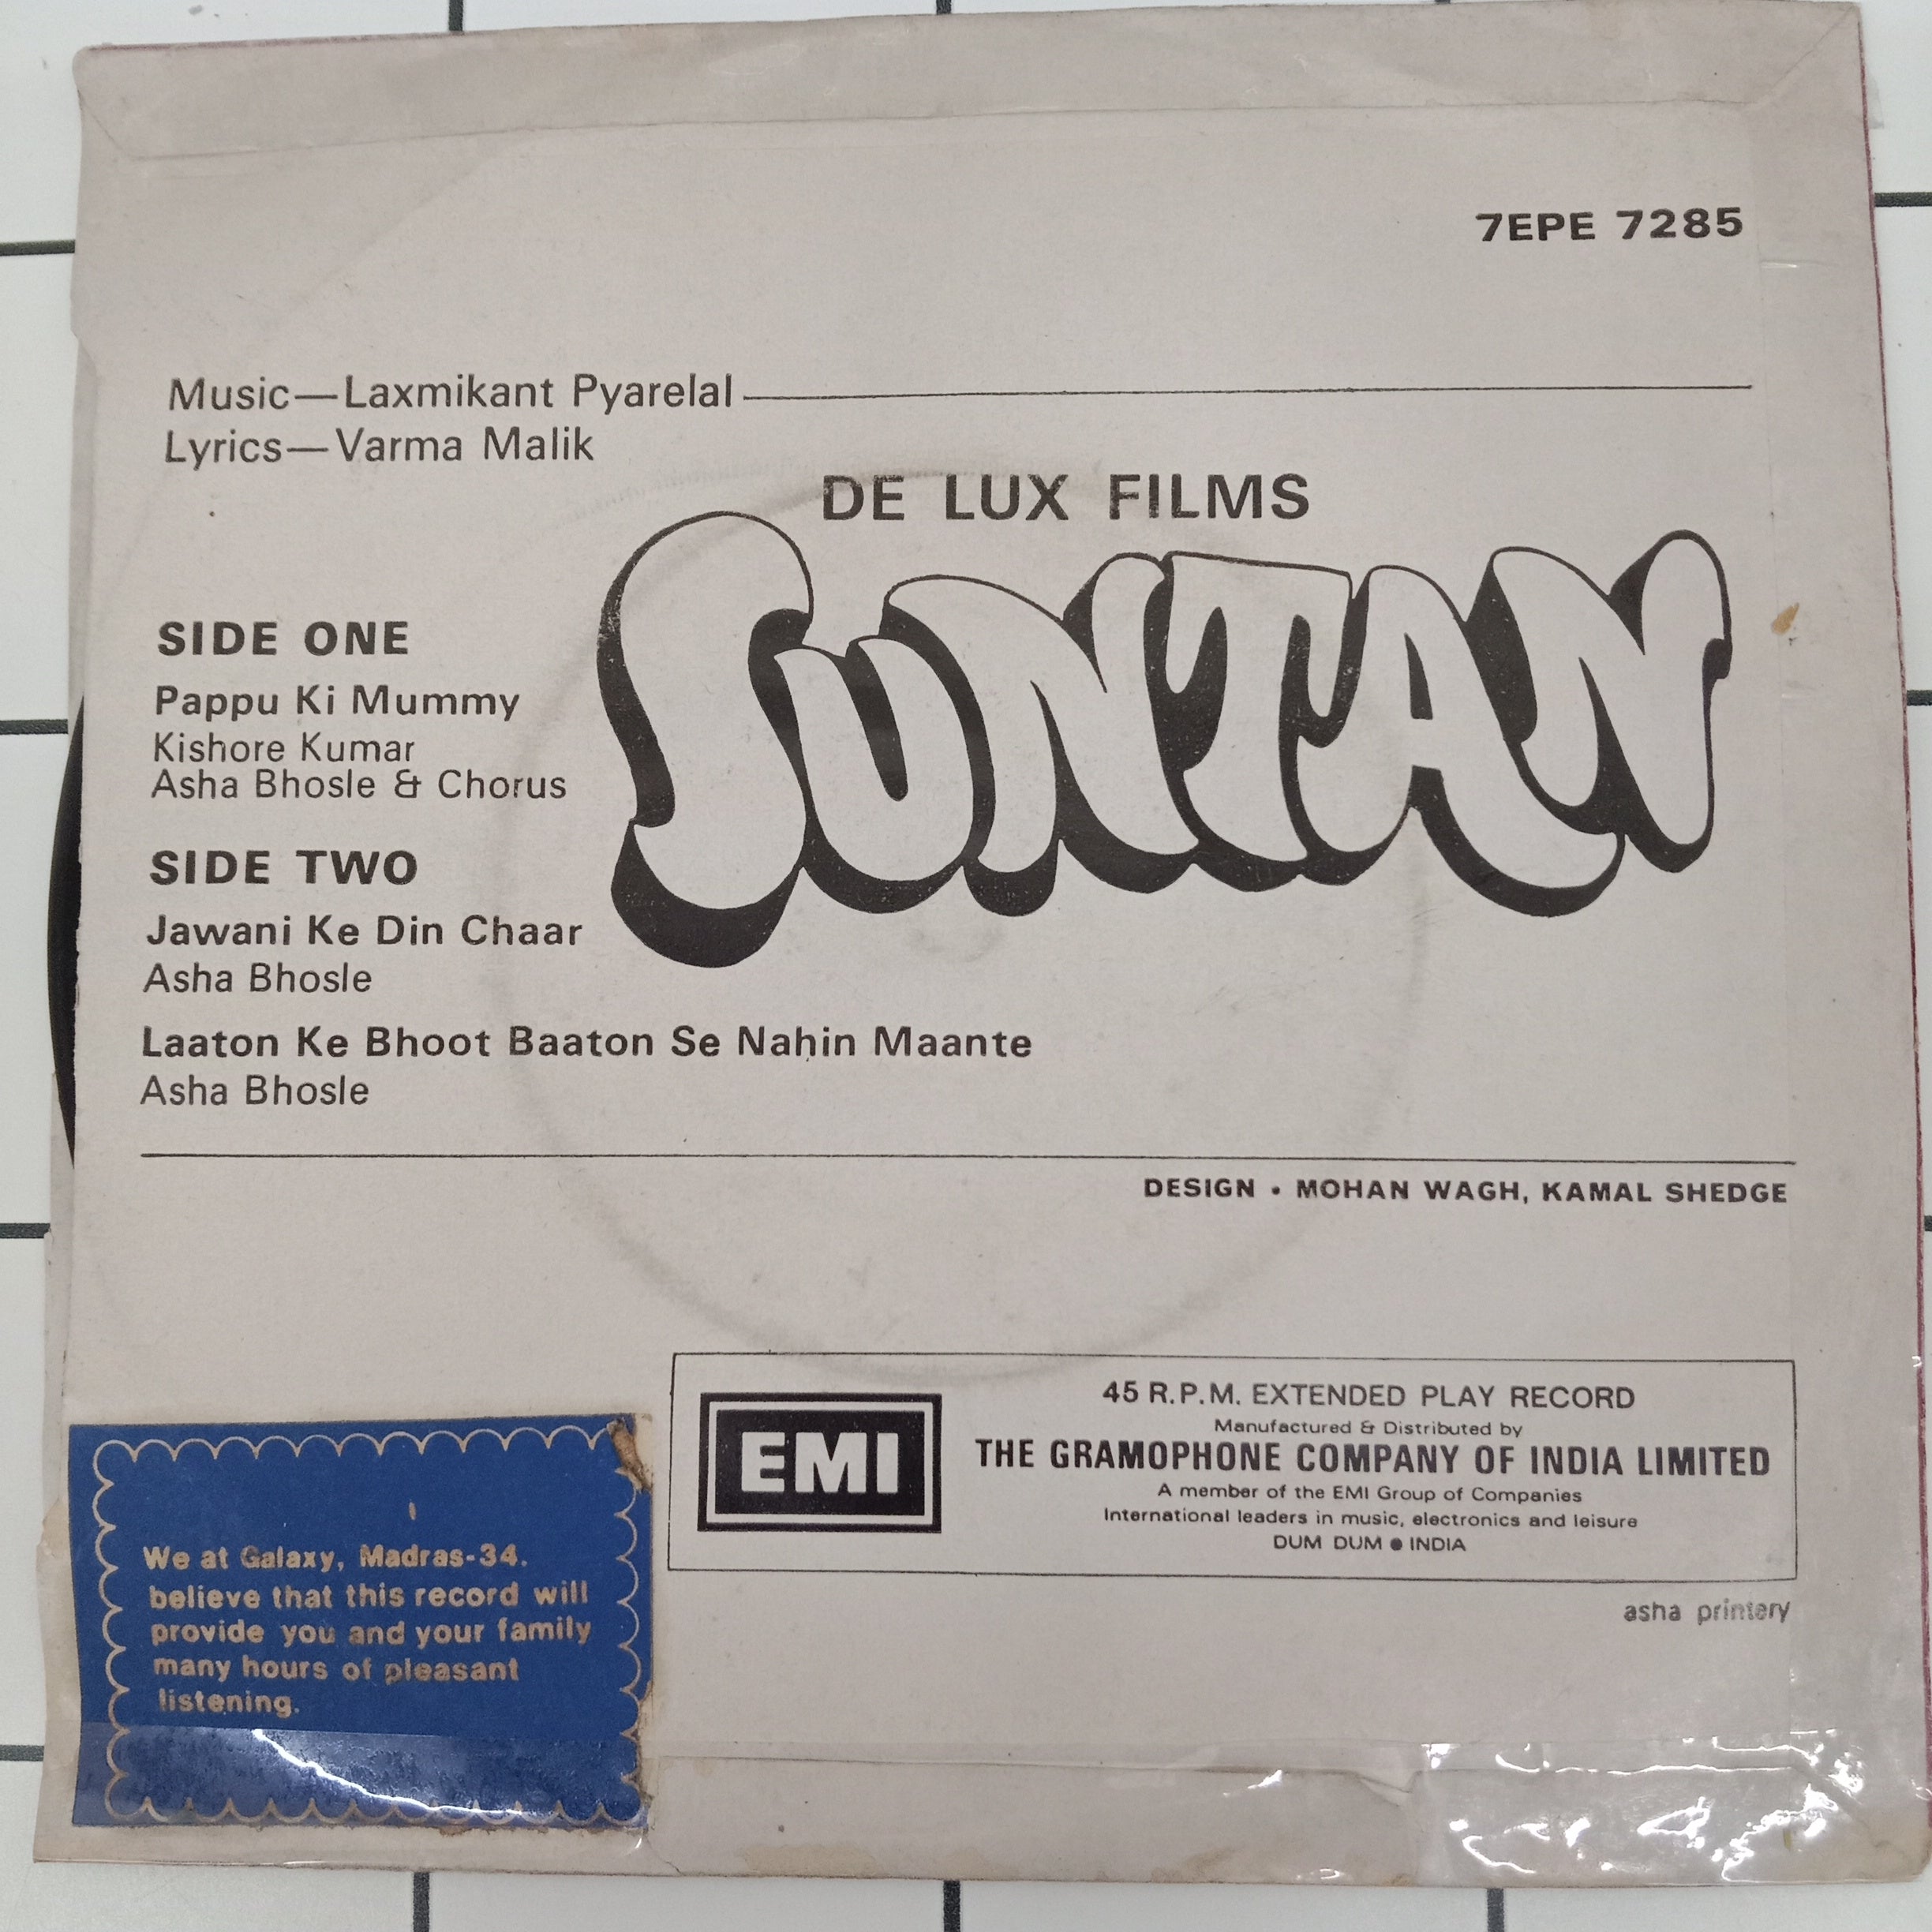 7EPE 7285
Music—Laxmikant Pyarelal
Lyrics—Varma Malik
DE LUX FILMS
SUNTAN
SIDE ONE
Pappu Ki Mummy
Kishore Kumar
Asha Bhosle & Chorus
SIDE TWO
Jawani Ke Din Chaar
Asha Bhosle
Laaton Ke Bhoot Baaton Se Nahin Maante
Asha Bhosle
DESIGN • MOHAN WAGH, KAMAL SHEDGE
EMI
45 R.P.M. EXTENDED PLAY RECORD
Manufactured & Distributed by
THE GRAMOPHONE COMPANY OF INDIA LIMITED
A member of the EMI Group of Companies
International leaders in music, electronics and leisure
DUM DUM ● INDIA
asha printery
We at Galaxy, Madras-34.
believe that this record will
provide you and your family
many hours of pleasant
listening.